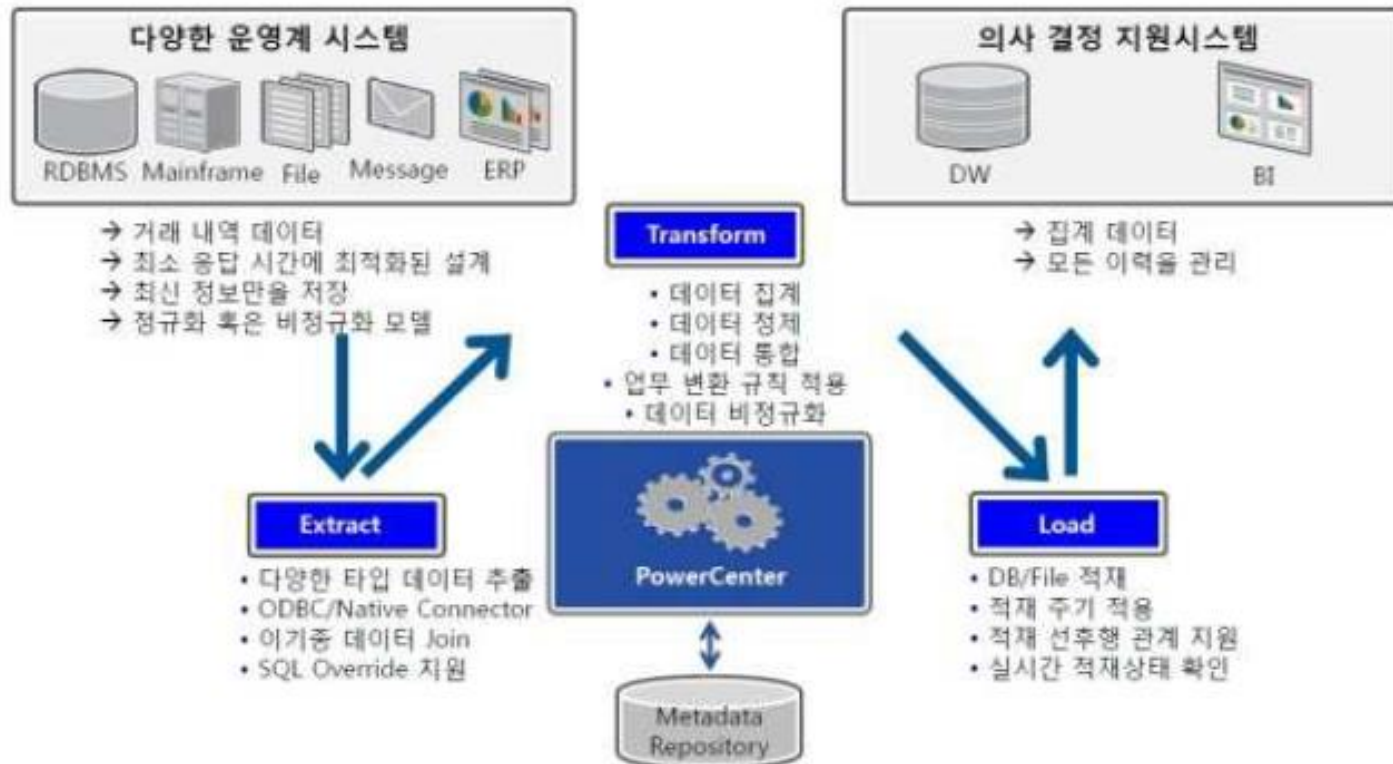 다양한 운영계 시스템
RDBMS
Mainframe
File
Message
ERP
→ 거래 내역 데이터
→ 최소 응답 시간에 최적화된 설계
→ 최신 정보만을 저장
→ 정규화 혹은 비정규화 모델
Extract
• 다양한 타입 데이터 추출
• ODBC/Native Connector
• 이기종 데이터 Join
• SQL Override 지원
Transform
• 데이터 집계
• 데이터 정제
• 데이터 통합
• 업무 변환 규칙 적용
• 데이터 비정규화
PowerCenter
Metadata
Repository
의사 결정 지원시스템
DW
BI
→ 집계 데이터
→ 모든 이력을 관리
Load
• DB/File 적재
• 적재 주기 적용
• 적재 선후행 관계 지원
• 실시간 적재상태 확인